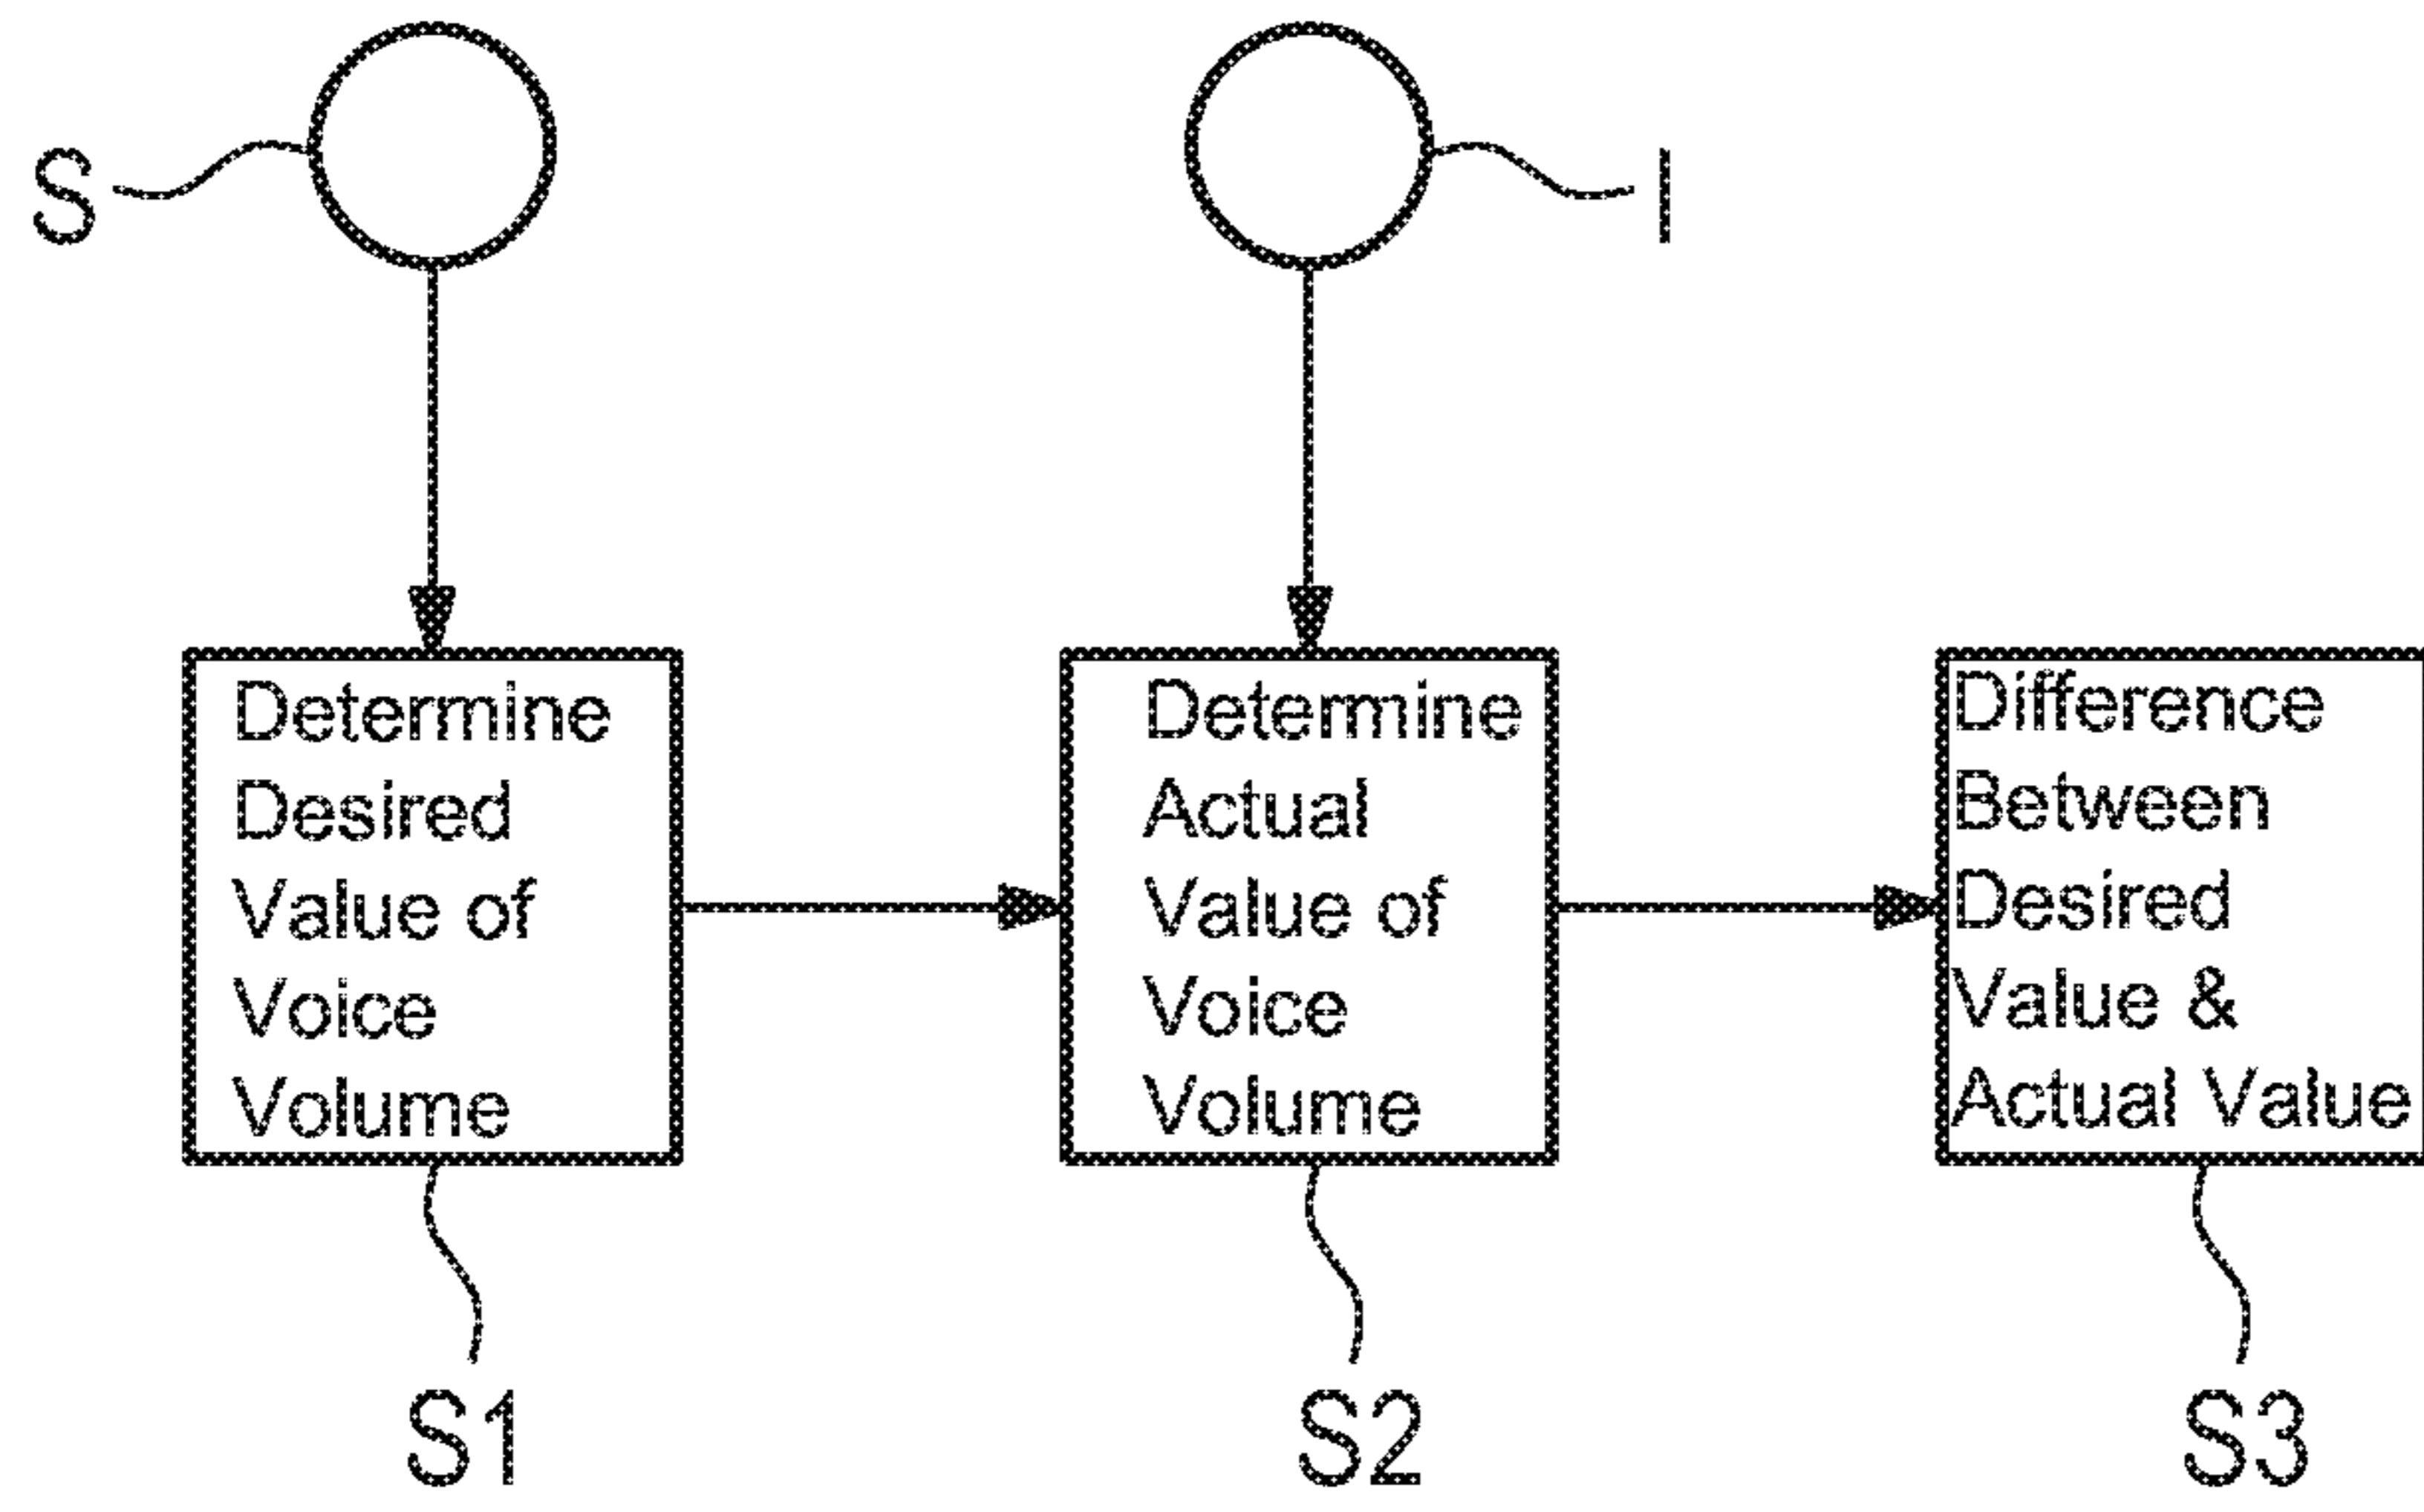 S
I
Determine
Desired
Value of
Voice
Volume
Determine
Actual
Value of
Voice
Volume
Difference
Between
Desired
Value &
Actual Value
S1
S2
S3